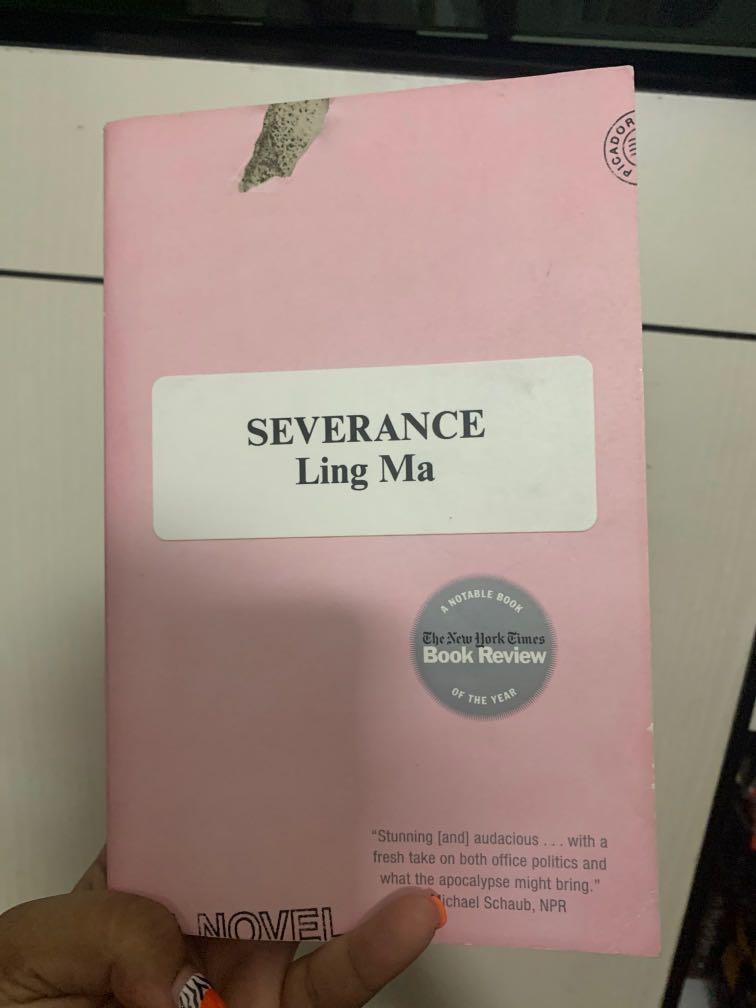 PICADOR
SEVERANCE
Ling Ma
A NOTABLE BOOK
The New York Times
Book Review
OF THE YEAR
“Stunning [and] audacious . . . with a
fresh take on both office politics and
what the apocalypse might bring.”
Michael Schaub, NPR
NOVEL